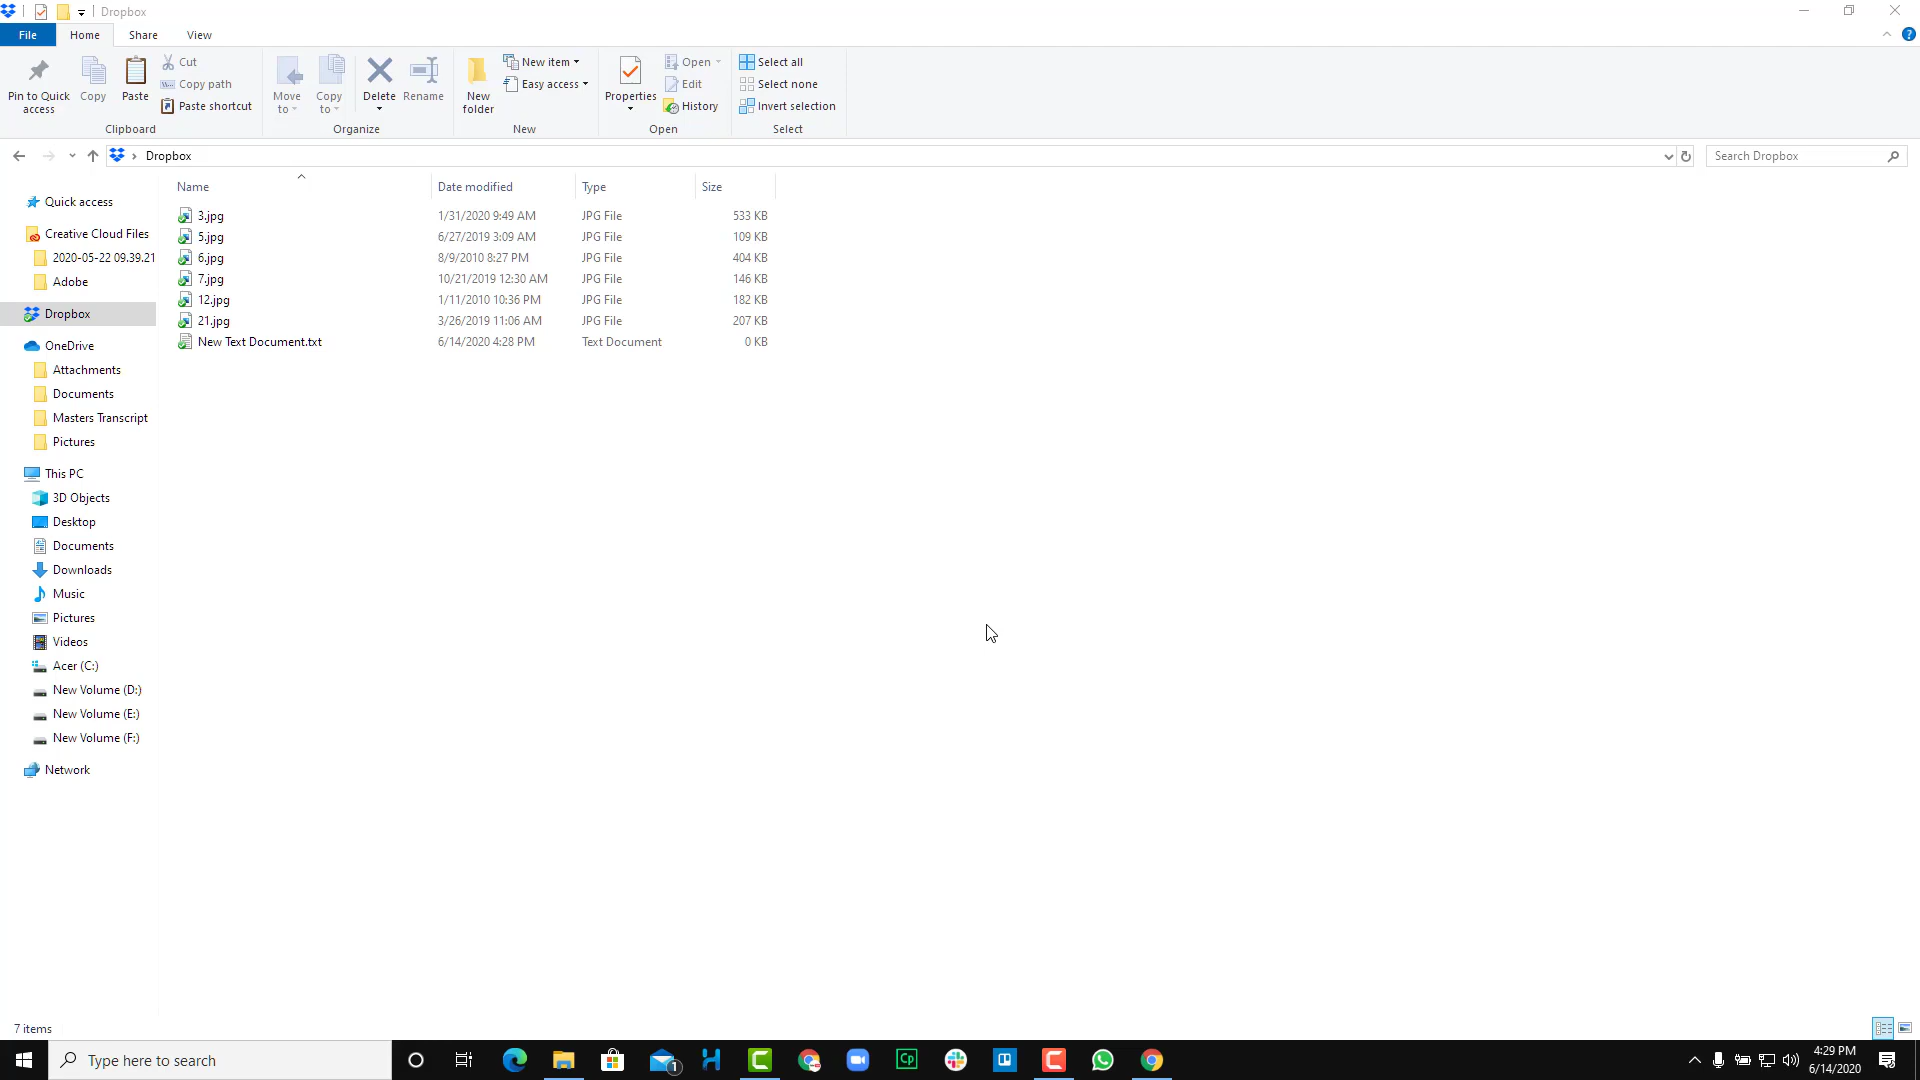 Dropbox
File Home Share View
Pin to Quick access
Copy
Paste
Cut
Copy path
Paste shortcut
Clipboard
Move to
Copy to
Delete
Rename
Organize
New folder
New item
Easy access
New
Properties
Open
Edit
History
Open
Select all
Select none
Invert selection
Select
Dropbox
Search Dropbox
Name Date modified Type Size
3.jpg 1/31/2020 9:49 AM JPG File 533 KB
5.jpg 6/27/2019 3:09 AM JPG File 109 KB
6.jpg 8/9/2010 8:27 PM JPG File 404 KB
7.jpg 10/21/2019 12:30 AM JPG File 146 KB
12.jpg 1/11/2010 10:36 PM JPG File 182 KB
21.jpg 3/26/2019 11:06 AM JPG File 207 KB
New Text Document.txt 6/14/2020 4:28 PM Text Document 0 KB
Quick access
Creative Cloud Files
2020-05-22 09.39.21
Adobe
Dropbox
OneDrive
Attachments
Documents
Masters Transcript
Pictures
This PC
3D Objects
Desktop
Documents
Downloads
Music
Pictures
Videos
Acer (C:)
New Volume (D:)
New Volume (E:)
New Volume (F:)
Network
7 items
Type here to search
1
Cp
4:29 PM
6/14/2020